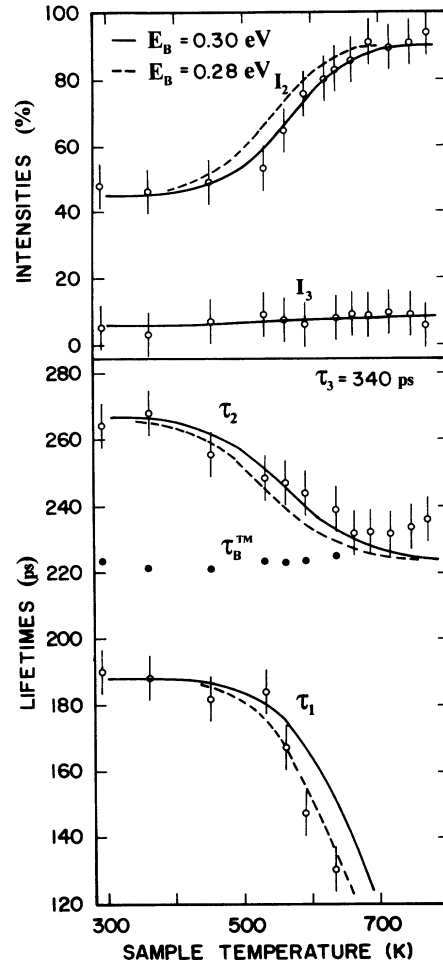 E_B = 0.30 eV
E_B = 0.28 eV
I_2
I_3
INTENSITIES (%)
100
80
60
40
20
0
τ_3 = 340 ps
τ_2
τ_B^TM
τ_1
LIFETIMES (ps)
280
260
240
220
200
180
160
140
120
300
500
700
SAMPLE TEMPERATURE (K)